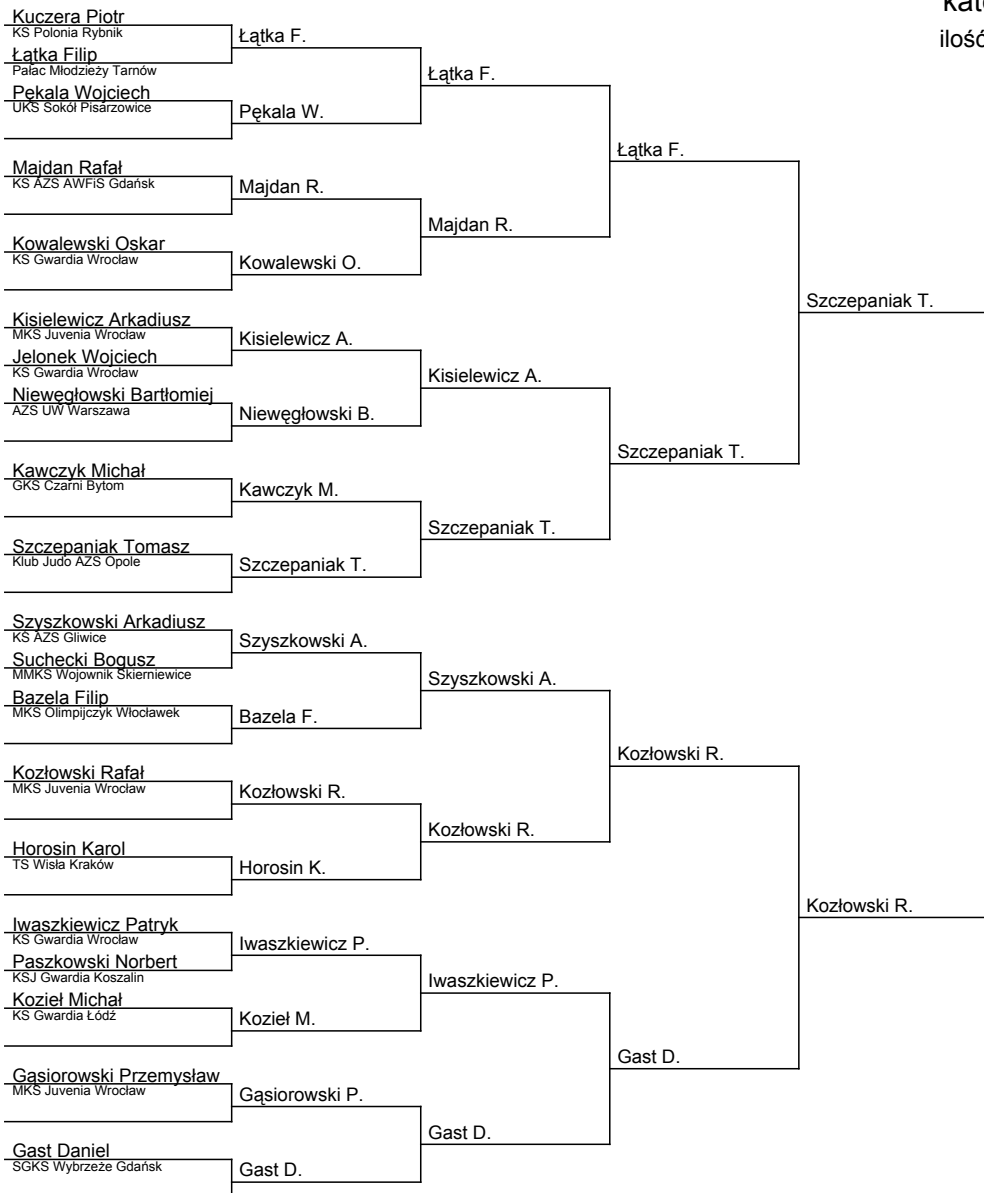 kat
ilość
Kuczera Piotr
KS Polonia Rybnik
Łątka Filip
Pałac Młodzieży Tarnów
Pękala Wojciech
UKS Sokół Pisarzowice
Majdan Rafał
KS AZS AWFiS Gdańsk
Kowalewski Oskar
KS Gwardia Wrocław
Kisielewicz Arkadiusz
MKS Juvenia Wrocław
Jelonek Wojciech
KS Gwardia Wrocław
Niewęgłowski Bartłomiej
AZS UW Warszawa
Kawczyk Michał
GKS Czarni Bytom
Szczepaniak Tomasz
Klub Judo AZS Opole
Szyszkowski Arkadiusz
KS AZS Gliwice
Suchecki Bogusz
MMKS Wojownik Skierniewice
Bazela Filip
MKS Olimpijczyk Włocławek
Kozłowski Rafał
MKS Juvenia Wrocław
Horosin Karol
TS Wisła Kraków
Iwaszkiewicz Patryk
KS Gwardia Wrocław
Paszkowski Norbert
KSJ Gwardia Koszalin
Kozieł Michał
KS Gwardia Łódź
Gąsiorowski Przemysław
MKS Juvenia Wrocław
Gast Daniel
SGKS Wybrzeże Gdańsk
Łątka F.
Pękala W.
Majdan R.
Kowalewski O.
Kisielewicz A.
Niewęgłowski B.
Kawczyk M.
Szczepaniak T.
Szyszkowski A.
Bazela F.
Kozłowski R.
Horosin K.
Iwaszkiewicz P.
Kozieł M.
Gąsiorowski P.
Gast D.
Łątka F.
Majdan R.
Kisielewicz A.
Szczepaniak T.
Szyszkowski A.
Kozłowski R.
Iwaszkiewicz P.
Gast D.
Łątka F.
Szczepaniak T.
Kozłowski R.
Gast D.
Szczepaniak T.
Kozłowski R.